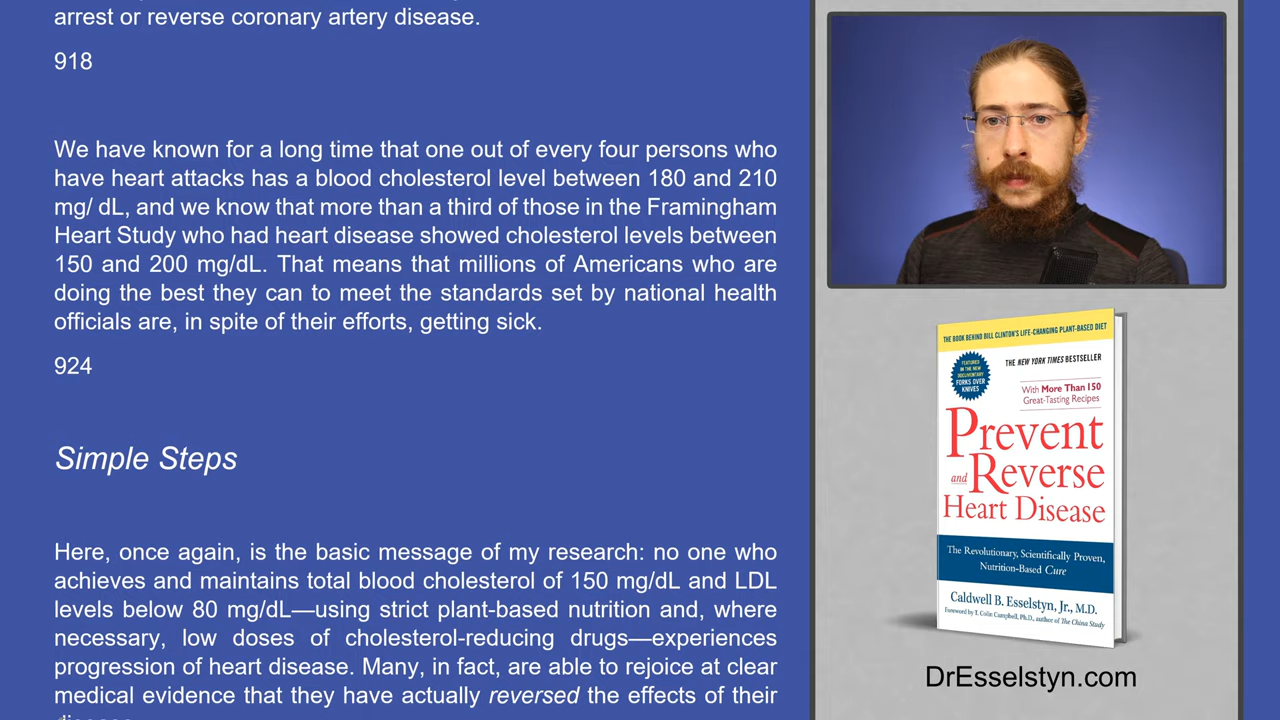 arrest or reverse coronary artery disease.
918
We have known for a long time that one out of every four persons who
have heart attacks has a blood cholesterol level between 180 and 210
mg/ dL, and we know that more than a third of those in the Framingham
Heart Study who had heart disease showed cholesterol levels between
150 and 200 mg/dL. That means that millions of Americans who are
doing the best they can to meet the standards set by national health
officials are, in spite of their efforts, getting sick.
924
Simple Steps
Here, once again, is the basic message of my research: no one who
achieves and maintains total blood cholesterol of 150 mg/dL and LDL
levels below 80 mg/dL—using strict plant-based nutrition and, where
necessary, low doses of cholesterol-reducing drugs—experiences
progression of heart disease. Many, in fact, are able to rejoice at clear
medical evidence that they have actually reversed the effects of their
THE BOOK BEHIND BILL CLINTON'S LIFE-CHANGING PLANT-BASED DIET
THE NEW YORK TIMES BESTSELLER
FEATURED
IN THE NEW
DOCUMENTARY
FORKS OVER
KNIVES
With More Than 150
Great-Tasting Recipes
Prevent
and Reverse
Heart Disease
The Revolutionary, Scientifically Proven,
Nutrition-Based Cure
Caldwell B. Esselstyn, Jr., M.D.
Foreword by T. Colin Campbell, Ph.D., author of The China Study
DrEsselstyn.com